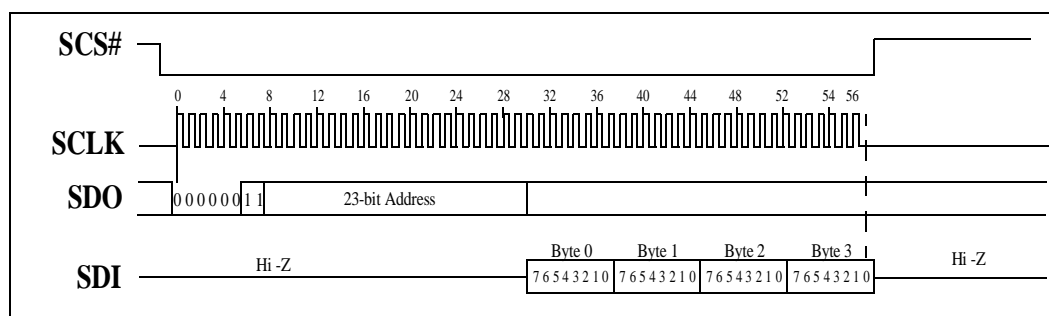 SCS#
0 4 8 12 16 20 24 28 32 36 40 44 48 52 54 56
SCLK
SDO 0 0 0 0 0 0 1 1 23-bit Address
Byte 0 Byte 1 Byte 2 Byte 3
SDI Hi -Z 7 6 5 4 3 2 1 0 7 6 5 4 3 2 1 0 7 6 5 4 3 2 1 0 7 6 5 4 3 2 1 0 Hi -Z